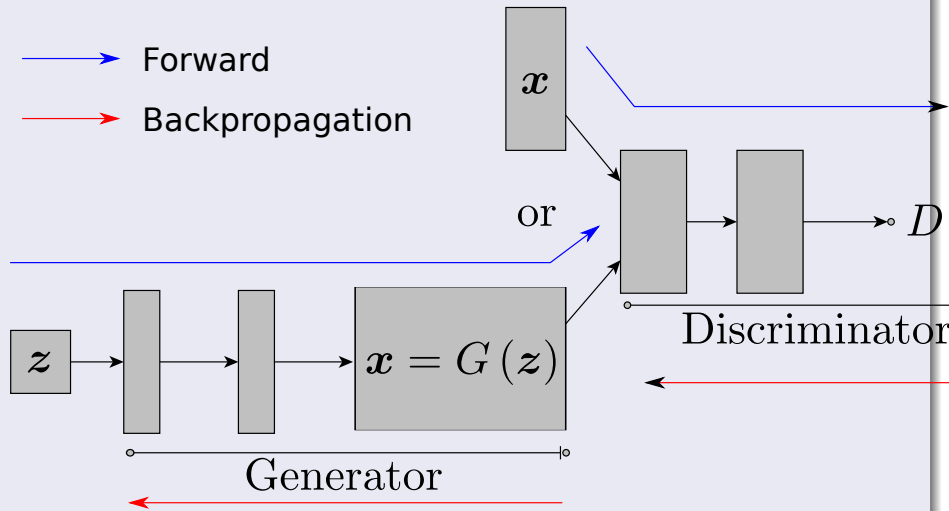 Forward
Backpropagation
x
or
D
Discriminator
z
x = G (z)
Generator